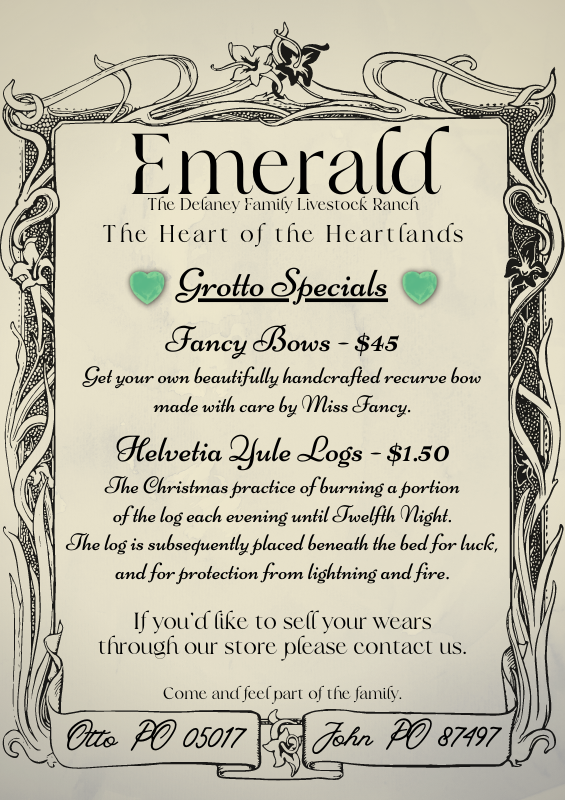 Emerald
The Delaney Family Livestock Ranch
The Heart of the Heartlands
Grotto Specials
Fancy Bows - $45
Get your own beautifully handcrafted recurve bow
made with care by Miss Fancy.
Helvetia Yule Logs - $1.50
The Christmas practice of burning a portion
of the log each evening until Twelfth Night.
The log is subsequently placed beneath the bed for luck,
and for protection from lightning and fire.
If you'd like to sell your wears
through our store please contact us.
Come and feel part of the family.
Otto PO 05017
John PO 87497